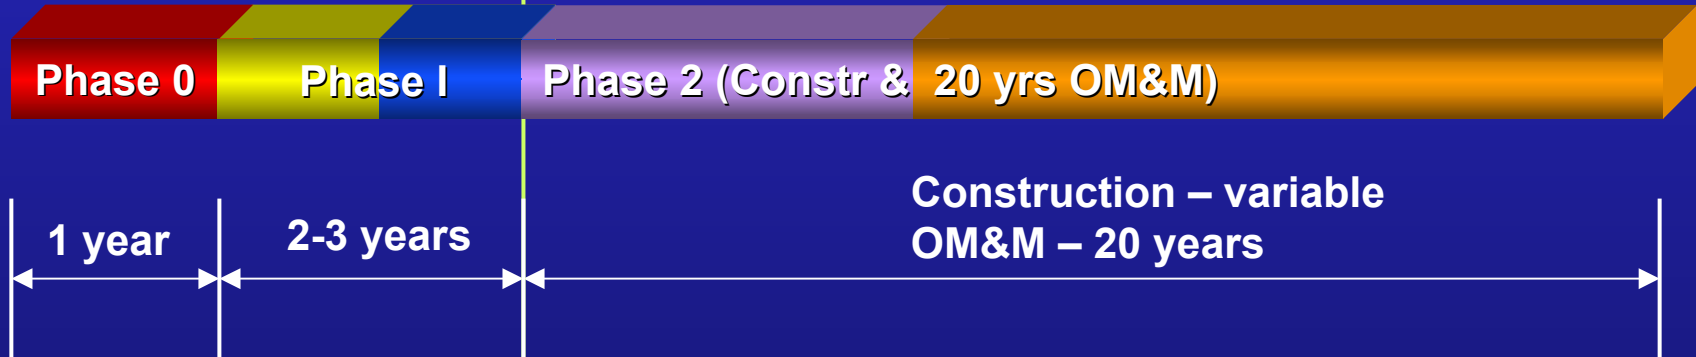 Phase 0
Phase I
Phase 2 (Constr & 20 yrs OM&M)
1 year
2-3 years
Construction – variable
OM&M – 20 years